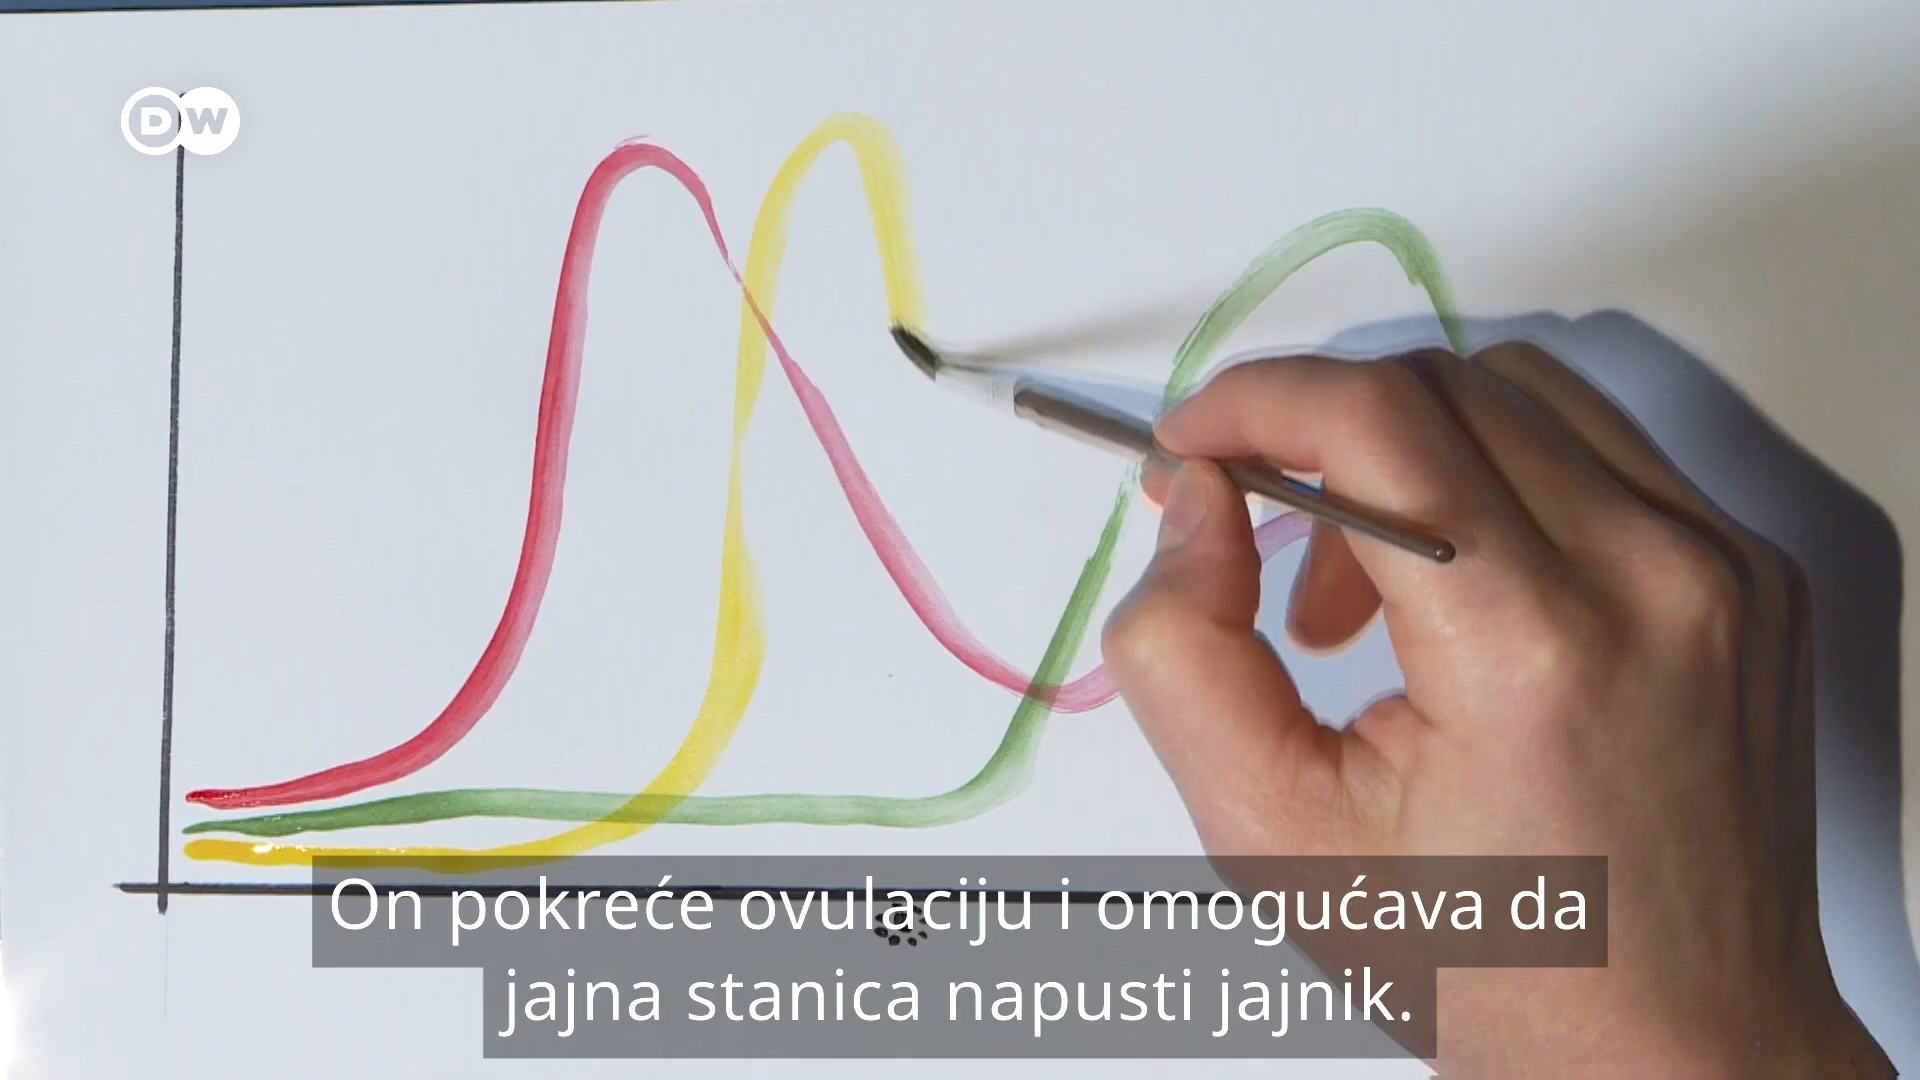 DW
On pokreće ovulaciju i omogućava da
jajna stanica napusti jajnik.